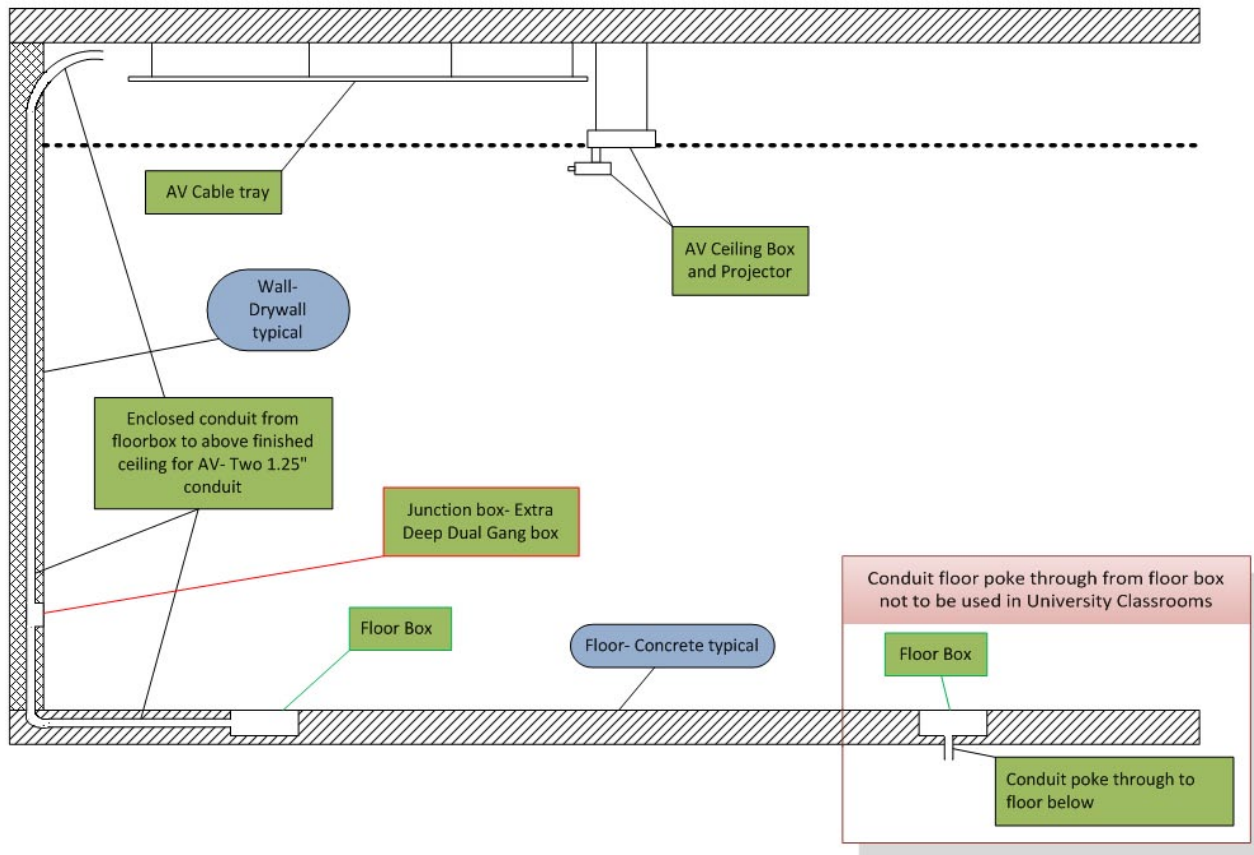 AV Cable tray
AV Ceiling Box
and Projector
Wall-
Drywall
typical
Enclosed conduit from
floorbox to above finished
ceiling for AV- Two 1.25"
conduit
Junction box- Extra
Deep Dual Gang box
Floor Box
Floor- Concrete typical
Conduit floor poke through from floor box
not to be used in University Classrooms
Floor Box
Conduit poke through to
floor below